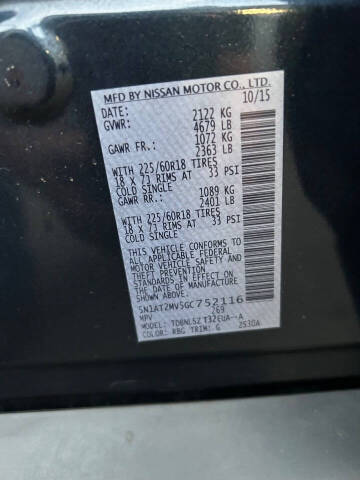 MFD BY NISSAN MOTOR CO., LTD.
DATE: 10/15
GVWR: 2122 KG
4679 LB
GAWR FR.: 1072 KG
2363 LB
WITH 225/60R18 TIRES
18 X 7J RIMS AT 33 PSI
COLD SINGLE
GAWR RR.: 1089 KG
2401 LB
WITH 225/60R18 TIRES
18 X 7J RIMS AT 33 PSI
COLD SINGLE
THIS VEHICLE CONFORMS TO
ALL APPLICABLE FEDERAL
MOTOR VEHICLE SAFETY AND
BUMPER STANDARDS IN
EFFECT ON THE DATE OF
MANUFACTURE SHOWN ABOVE.
5N1AT2MV5GC752116
MPV 269
MODEL:
COLOR: RBG TRIM: G 2530A